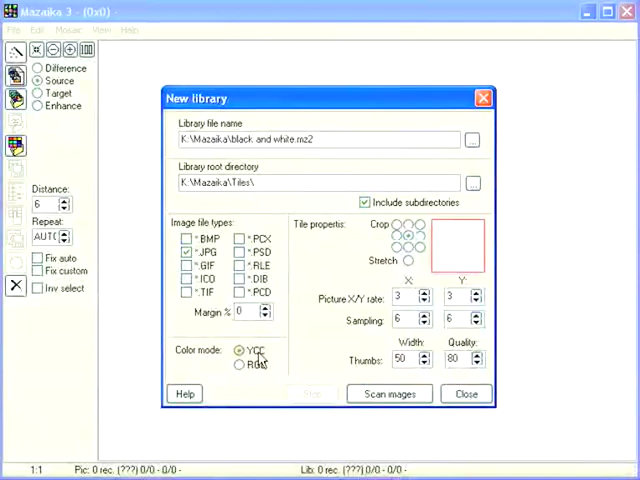 Mazaika 3 - (0x0) -
File Edit Mosaic View Help
Difference
Source
Target
Enhance
Distance:
6
Repeat:
AUTO
Fix auto
Fix custom
Inv select
New library
Library file name
K:\Mazaika\black and white.mz2
...
Library root directory
K:\Mazaika\Tiles\
...
Include subdirectories
Image file types:
*.BMP *.PCX
*.JPG *.PSD
*.GIF *.RLE
*.ICO *.DIB
*.TIF *.PCD
Margin % 0
Color mode: YCC
RGB
Tile propertis: Crop
Stretch
X: Y:
Picture X/Y rate: 3 3
Sampling: 6 6
Width: Quality:
Thumbs: 50 80
Help Stop Scan images Close
1:1 Pic: 0 rec. (???) 0/0 - 0/0 - Lib: 0 rec. (???) 0/0 - 0/0 -